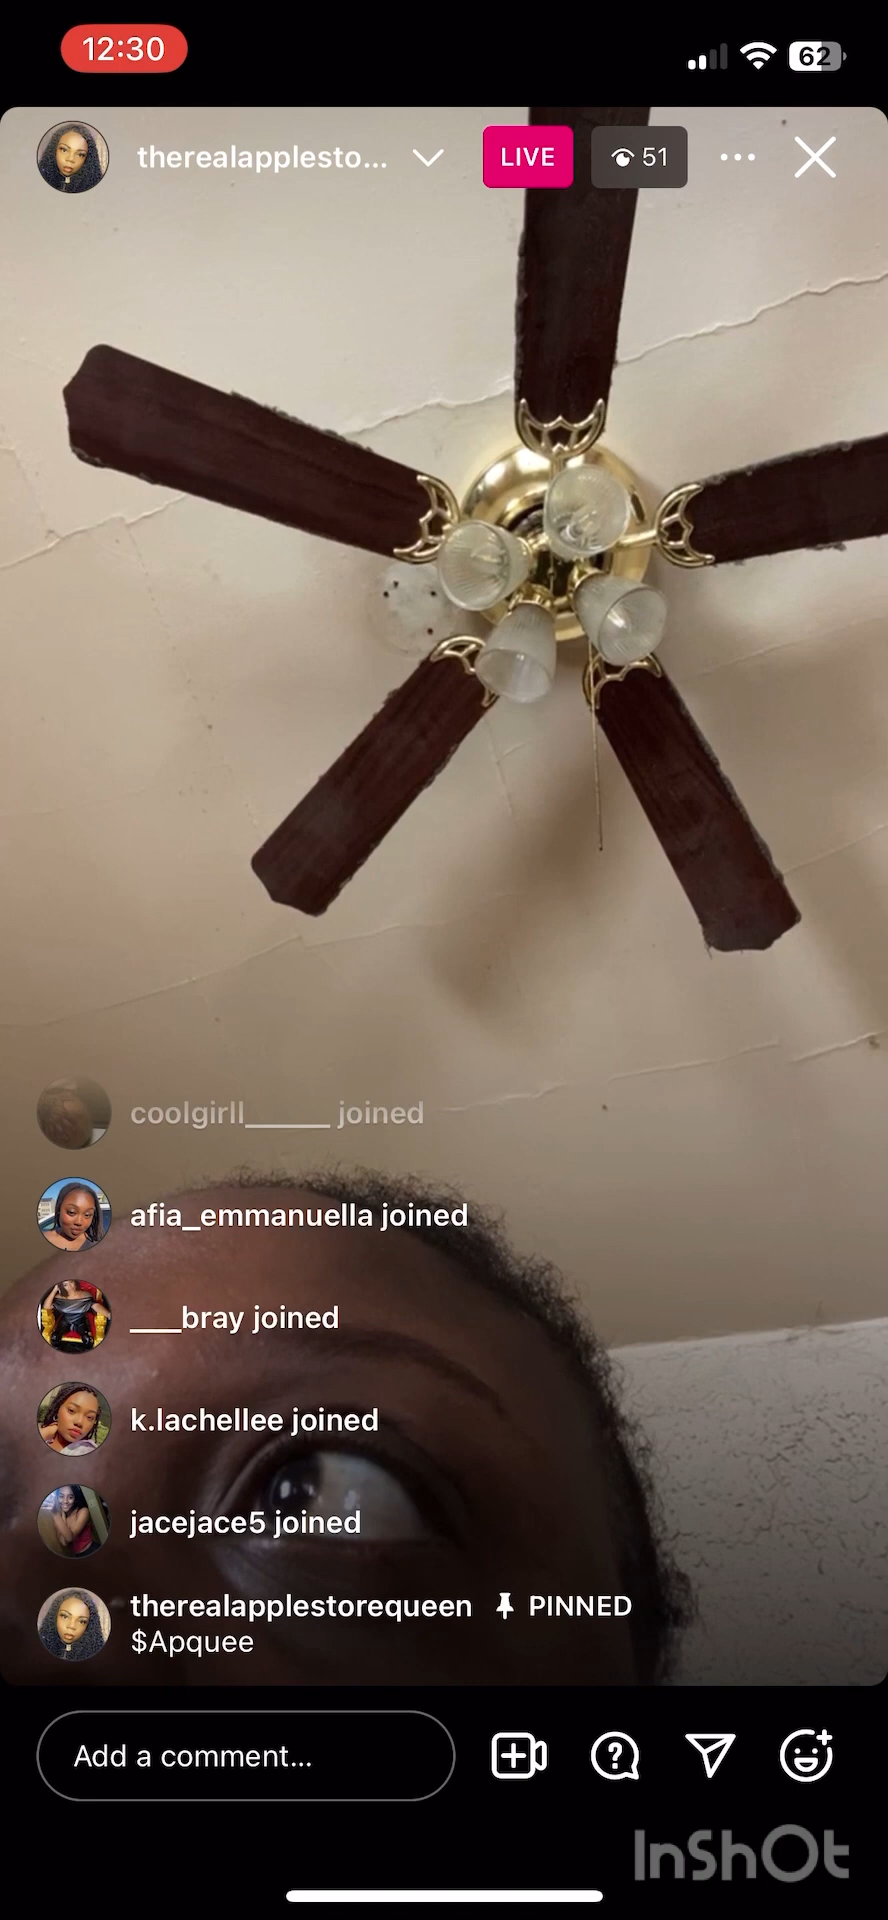 12:30
62
therealapplesto...
LIVE
51
coolgirll______ joined
afia_emmanuella joined
___bray joined
k.lachellee joined
jacejace5 joined
therealapplestorequeen PINNED
$Apquee
Add a comment...
InShOt